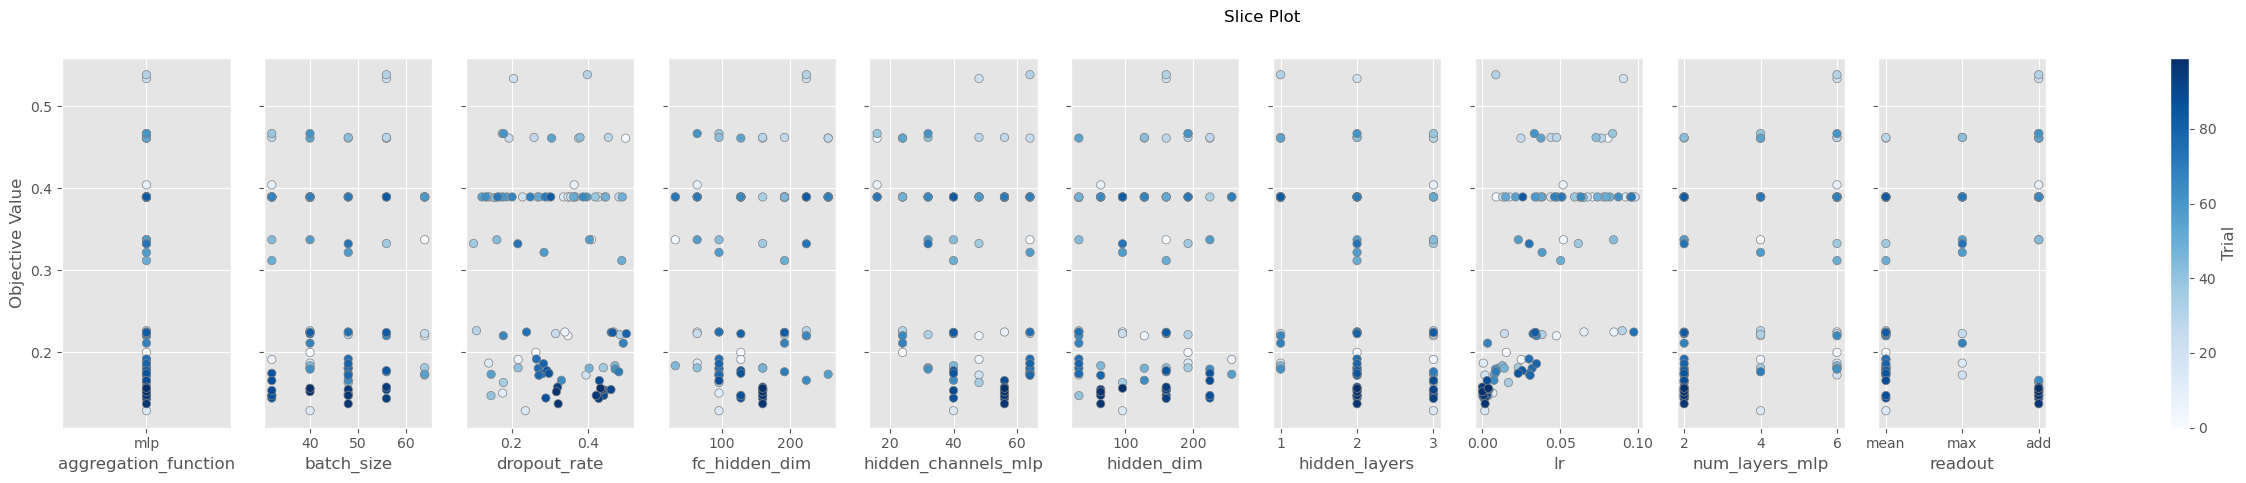 Slice Plot
Objective Value
0.5
0.4
0.3
0.2
mlp
aggregation_function
40 50 60
batch_size
0.2 0.4
dropout_rate
100 200
fc_hidden_dim
20 40 60
hidden_channels_mlp
100 200
hidden_dim
1 2 3
hidden_layers
0.00 0.05 0.10
lr
2 4 6
num_layers_mlp
mean max add
readout
80
60
40
20
0
Trial